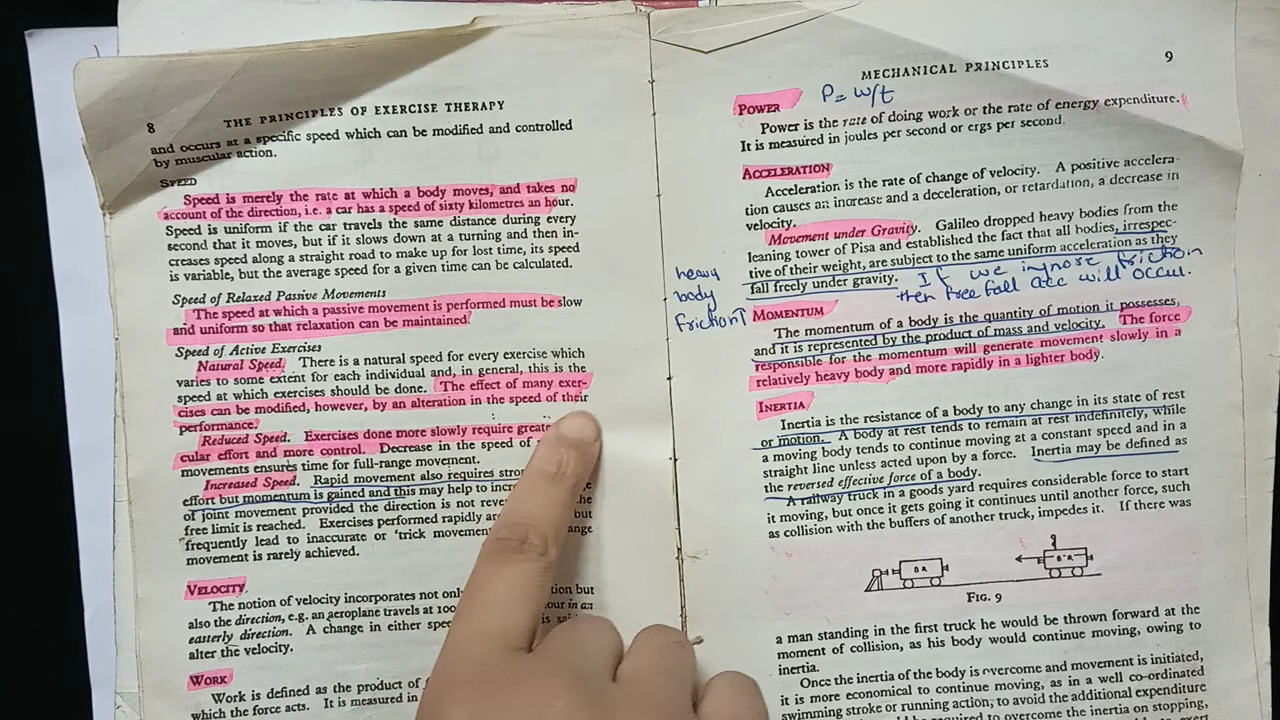 8 THE PRINCIPLES OF EXERCISE THERAPY
and occurs at a specific speed which can be modified and controlled
by muscular action.
SPEED
Speed is merely the rate at which a body moves, and takes no
account of the direction, i.e. a car has a speed of sixty kilometres an hour.
Speed is uniform if the car travels the same distance during every
second that it moves, but if it slows down at a turning and then in-
creases speed along a straight road to make up for lost time, its speed
is variable, but the average speed for a given time can be calculated.
Speed of Relaxed Passive Movements
The speed at which a passive movement is performed must be slow
and uniform so that relaxation can be maintained.
Speed of Active Exercises
Natural Speed. There is a natural speed for every exercise which
varies to some extent for each individual and, in general, this is the
speed at which exercises should be done. The effect of many exer-
cises can be modified, however, by an alteration in the speed of their
performance.
Reduced Speed. Exercises done more slowly require
cular effort and more control. Decrease in the speed of
movements ensures time for full-range movement.
Increased Speed. Rapid movement also requires
effort but momentum is gained and this may help to
of joint movement provided the direction is not the
free limit is reached. Exercises performed rapidly but
frequently lead to inaccurate or 'trick
movement is rarely achieved.
VELOCITY
The notion of velocity incorporates not but
also the direction, e.g. an aeroplane travels at in an
easterly direction. A change in either
alter the velocity.
WORK
Work is defined as the product of
which the force acts. It is measured in
MECHANICAL PRINCIPLES 9
POWER P = w/t
Power is the rate of doing work or the rate of energy expenditure.
It is measured in joules per second or ergs per second.
ACCELERATION
Acceleration is the rate of change of velocity. A positive accelera-
tion causes an increase and a deceleration, or retardation, a decrease in
velocity.
Movement under Gravity. Galileo dropped heavy bodies from the
leaning tower of Pisa and established the fact that all bodies, irrespec-
tive of their weight, are subject to the same uniform acceleration as they
fall freely under gravity. If we ignore friction
then free fall acc will occur.
heavy
body
friction↑
MOMENTUM
The momentum of a body is the quantity of motion it possesses,
and it is represented by the product of mass and velocity. The force
responsible for the momentum will generate movement slowly in a
relatively heavy body and more rapidly in a lighter body.
INERTIA
Inertia is the resistance of a body to any change in its state of rest
or motion. A body at rest tends to remain at rest indefinitely, while
a moving body tends to continue moving at a constant speed and in a
straight line unless acted upon by a force. Inertia may be defined as
the reversed effective force of a body.
A railway truck in a goods yard requires considerable force to start
it moving, but once it gets going it continues until another force, such
as collision with the buffers of another truck, impedes it. If there was
FIG. 9
a man standing in the first truck he would be thrown forward at the
moment of collision, as his body would continue moving, owing to
inertia.
Once the inertia of the body is overcome and movement is initiated,
it is more economical to continue moving, as in a well co-ordinated
swimming stroke or running action, to avoid the additional expenditure
required to overcome the inertia on stopping,